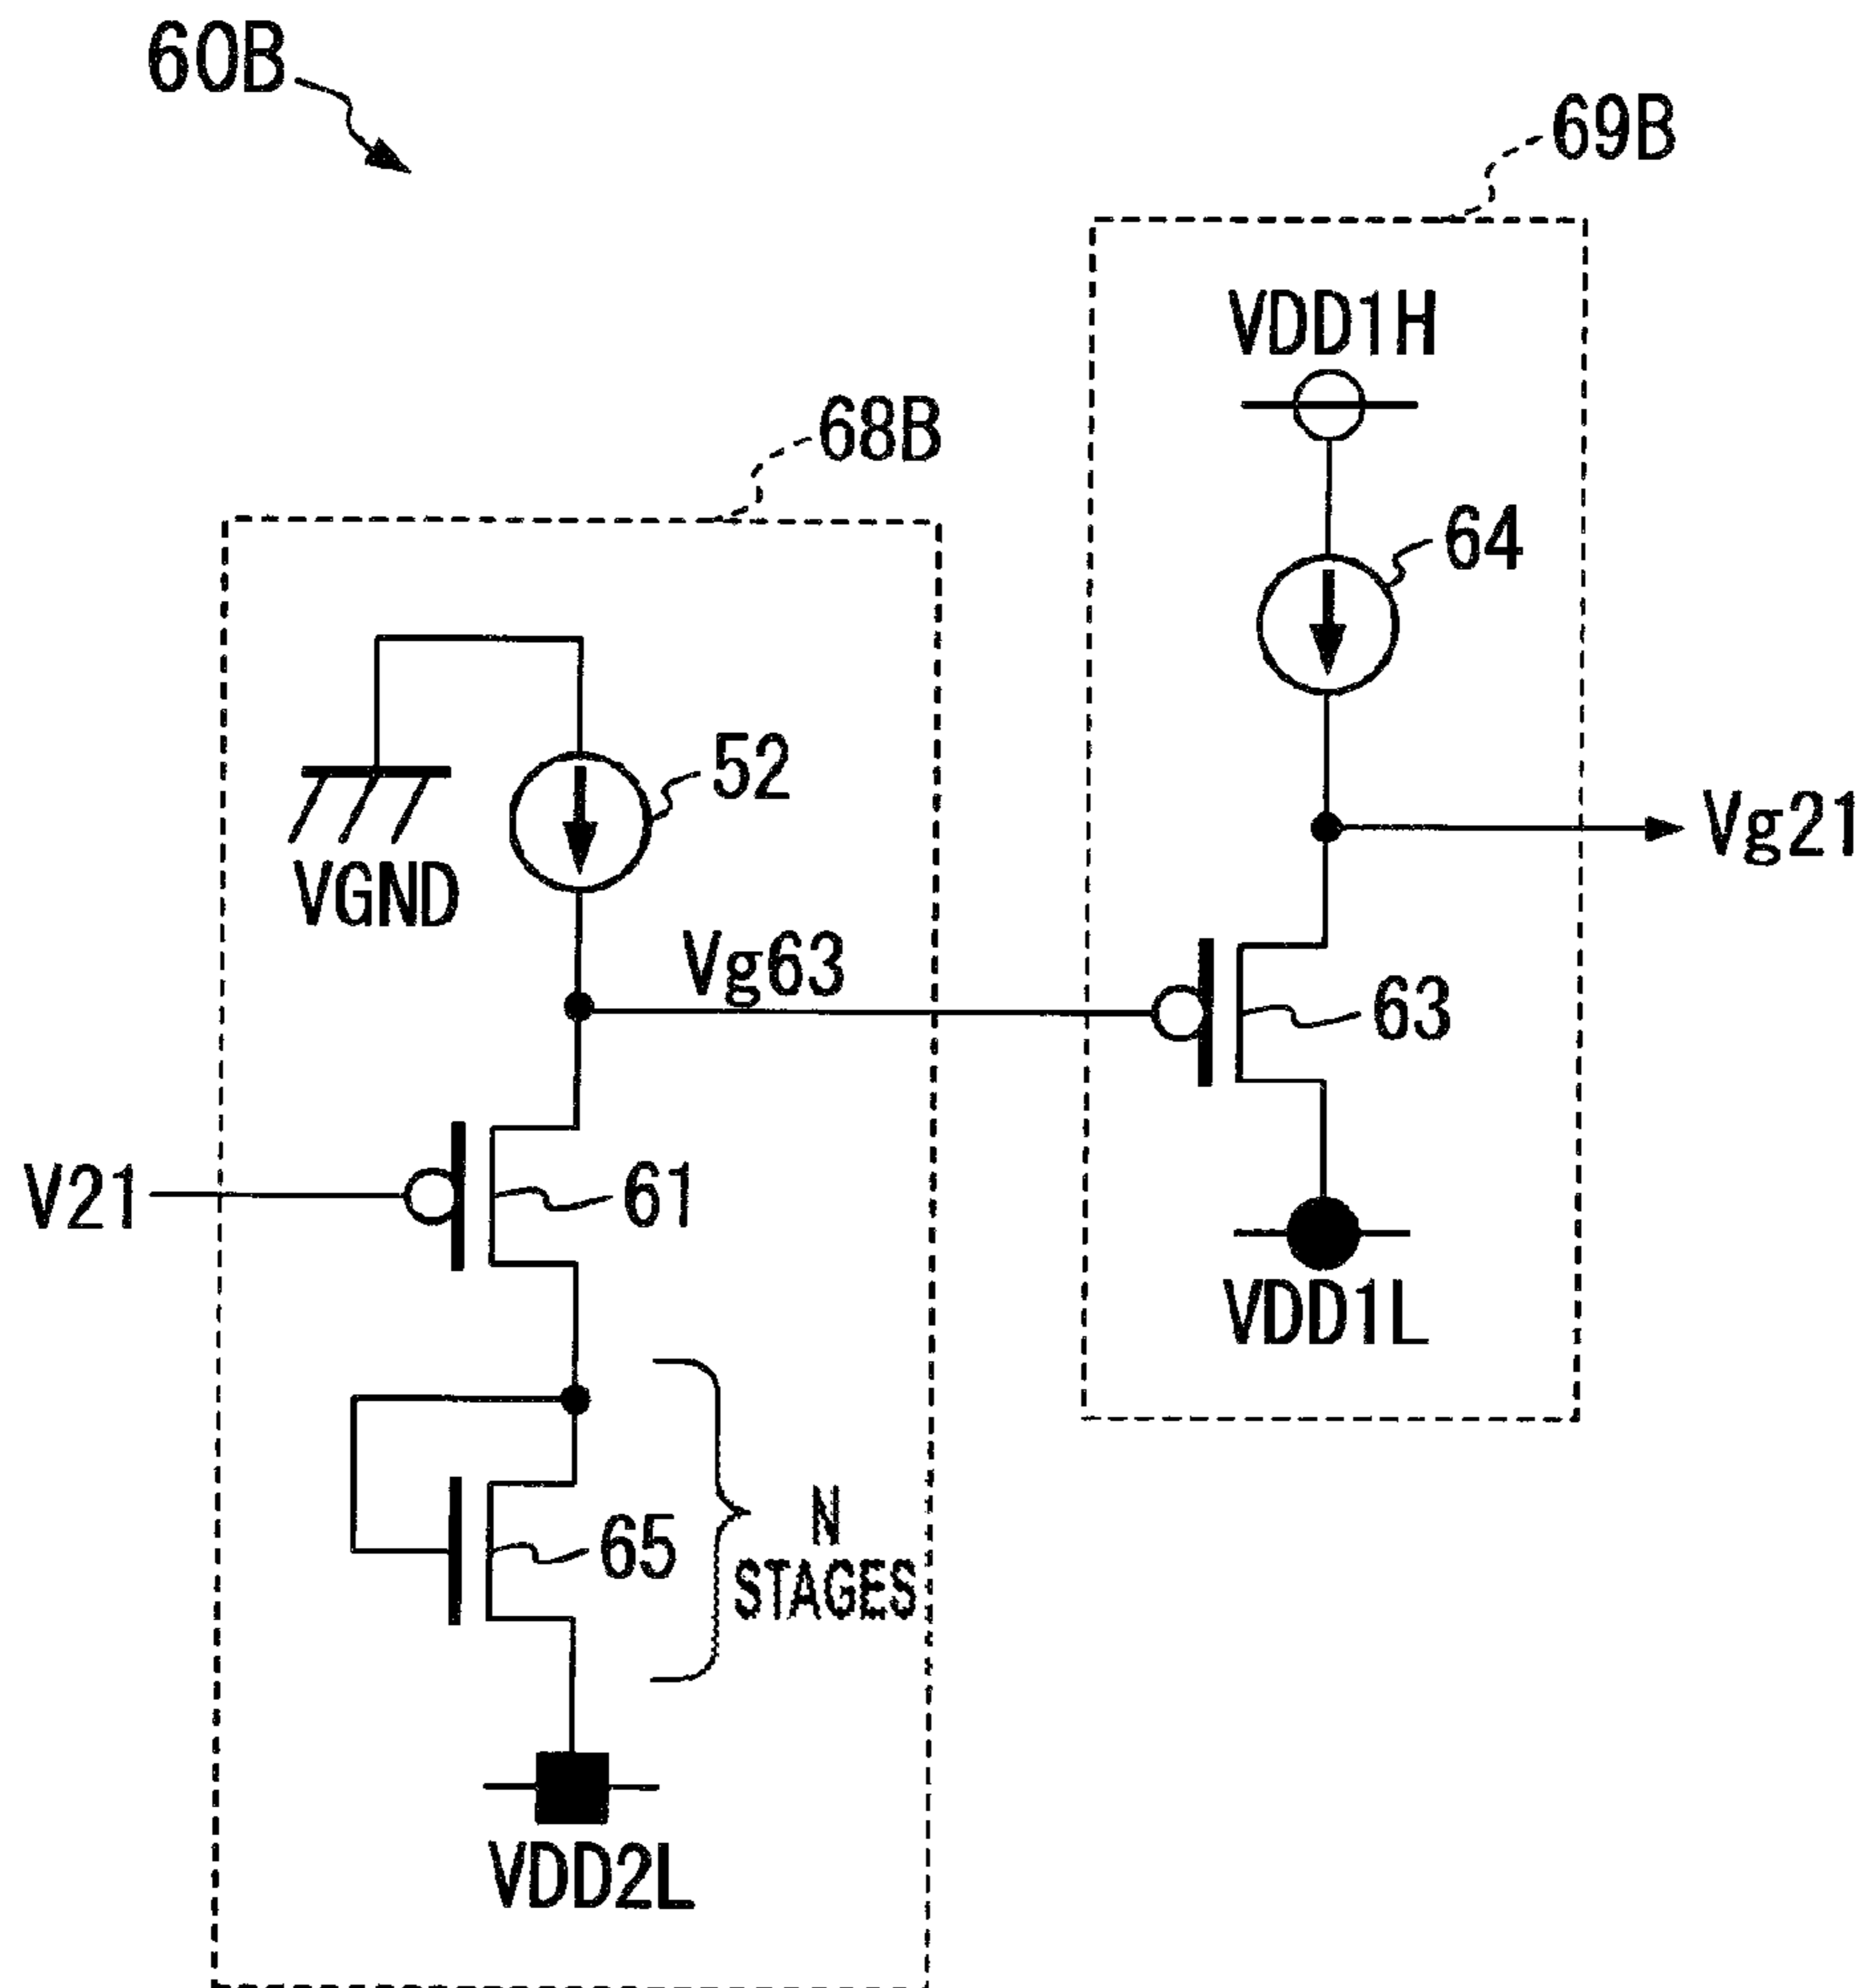 60B
69B
VDD1H
68B
64
52
VGND
Vg21
Vg63
63
V21
61
VDD1L
N
STAGES
65
VDD2L